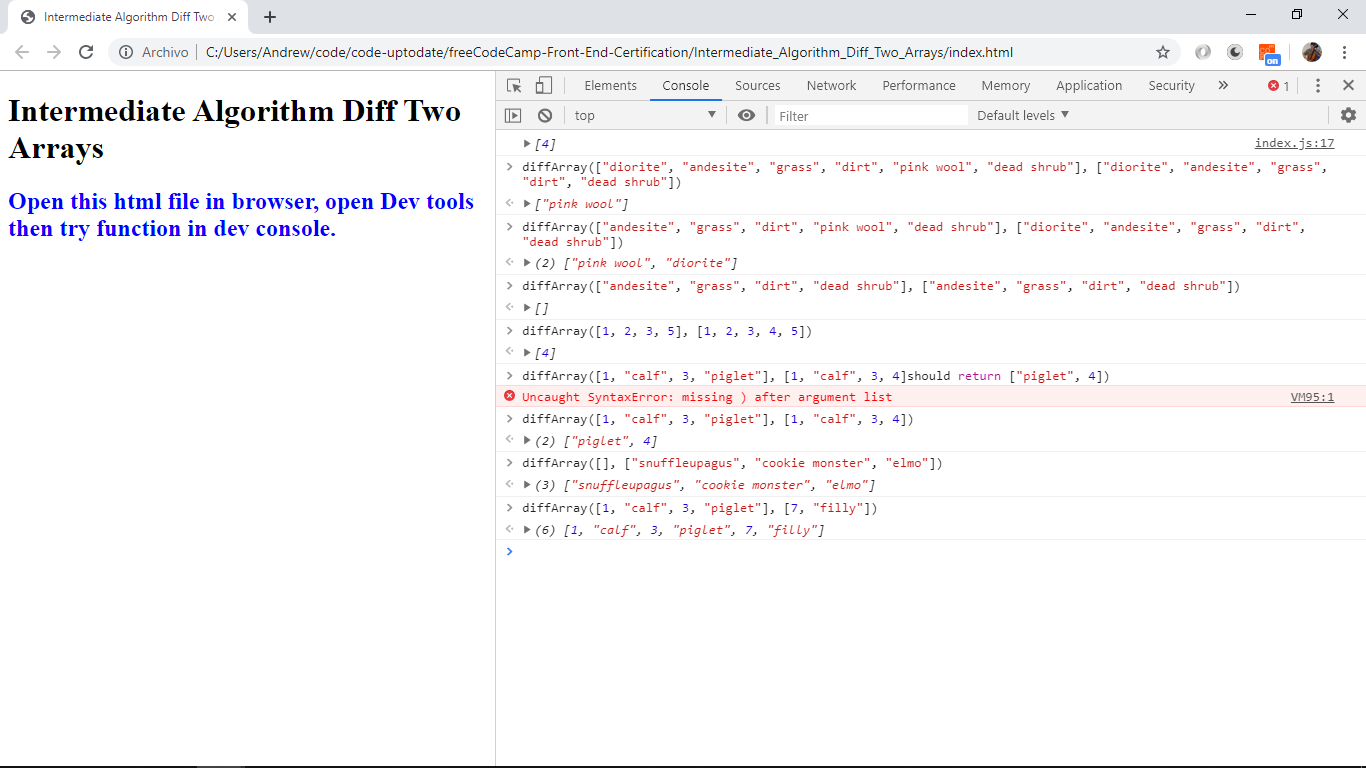 Intermediate Algorithm Diff Two
Archivo
C:/Users/Andrew/code/code-uptodate/freeCodeCamp-Front-End-Certification/Intermediate_Algorithm_Diff_Two_Arrays/index.html
on
Intermediate Algorithm Diff Two
Arrays
Open this html file in browser, open Dev tools
then try function in dev console.
Elements Console Sources Network Performance Memory Application Security » 1
top Filter Default levels
[4] index.js:17
diffArray(["diorite", "andesite", "grass", "dirt", "pink wool", "dead shrub"], ["diorite", "andesite", "grass",
"dirt", "dead shrub"])
["pink wool"]
diffArray(["andesite", "grass", "dirt", "pink wool", "dead shrub"], ["diorite", "andesite", "grass", "dirt",
"dead shrub"])
(2) ["pink wool", "diorite"]
diffArray(["andesite", "grass", "dirt", "dead shrub"], ["andesite", "grass", "dirt", "dead shrub"])
[]
diffArray([1, 2, 3, 5], [1, 2, 3, 4, 5])
[4]
diffArray([1, "calf", 3, "piglet"], [1, "calf", 3, 4]should return ["piglet", 4])
Uncaught SyntaxError: missing ) after argument list VM95:1
diffArray([1, "calf", 3, "piglet"], [1, "calf", 3, 4])
(2) ["piglet", 4]
diffArray([], ["snuffleupagus", "cookie monster", "elmo"])
(3) ["snuffleupagus", "cookie monster", "elmo"]
diffArray([1, "calf", 3, "piglet"], [7, "filly"])
(6) [1, "calf", 3, "piglet", 7, "filly"]